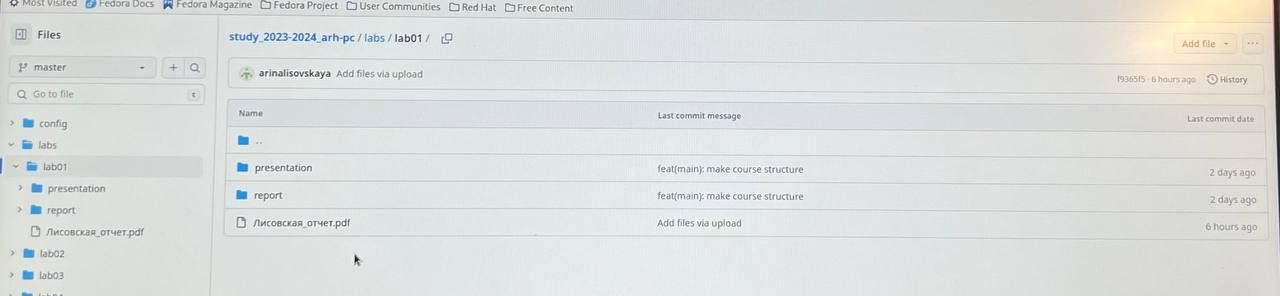 Most Visited Fedora Docs Fedora Magazine Fedora Project User Communities Red Hat Free Content
Files
study_2023-2024_arh-pc / labs / lab01 /
Add file
master
arinalisovskaya Add files via upload
f9365f5 · 6 hours ago History
Go to file t
Name Last commit message Last commit date
config
..
labs
lab01
presentation feat(main): make course structure 2 days ago
presentation
report feat(main): make course structure 2 days ago
report
Лисовская_отчет.pdf Add files via upload 6 hours ago
Лисовская_отчет.pdf
lab02
lab03